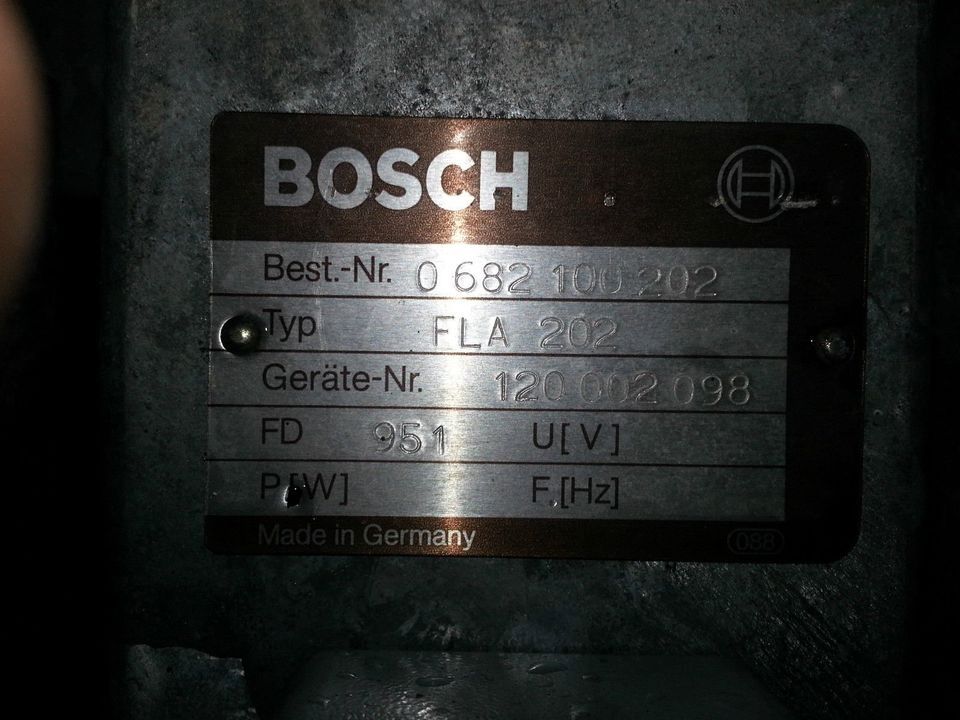 BOSCH
Best.-Nr. 0 682 100 202
Typ FLA 202
Geräte-Nr. 120 002 098
FD 951 U[V]
P[W] F.[Hz]
Made in Germany 088